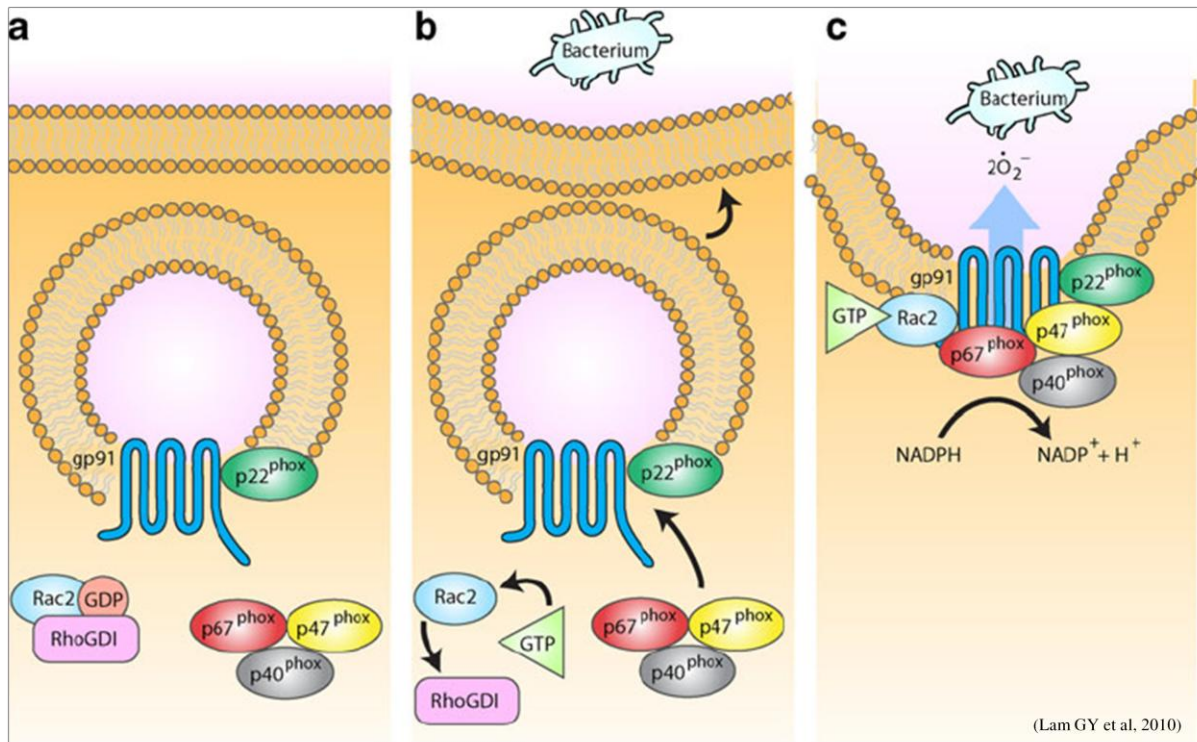 a
gp91
p22phox
Rac2 GDP
RhoGDI
p67phox p47phox
p40phox
b
Bacterium
gp91
p22phox
Rac2
GTP
RhoGDI
p67phox p47phox
p40phox
c
Bacterium
2Ȯ2−
gp91
p22phox
GTP Rac2
p47phox
p67phox
p40phox
NADPH NADP+ + H+
(Lam GY et al, 2010)